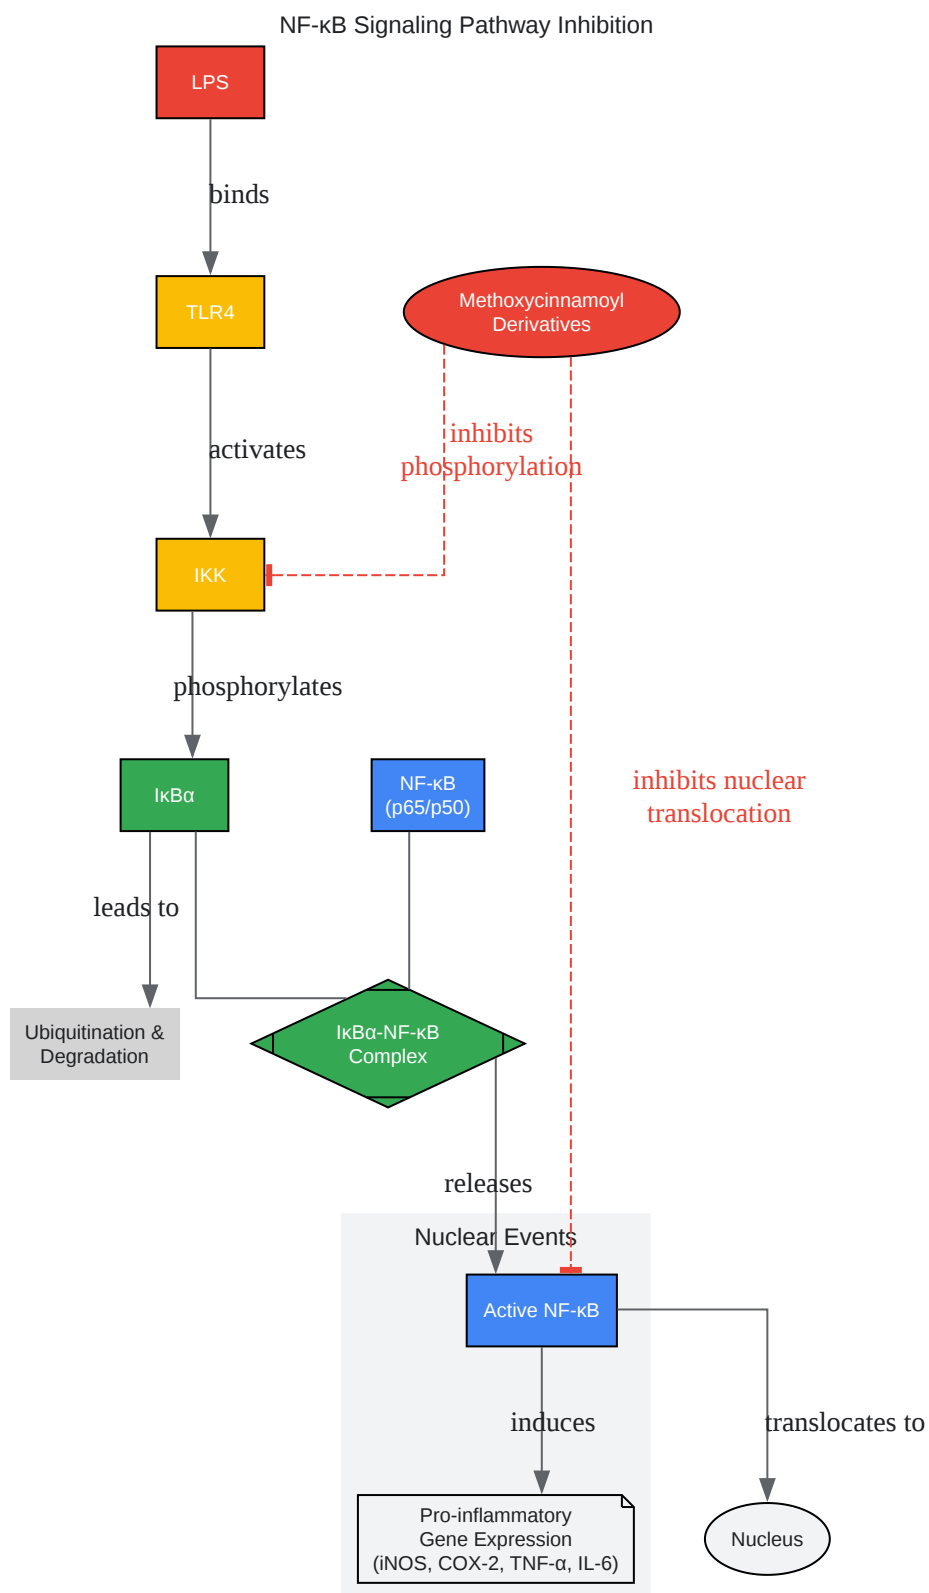 NF-κB Signaling Pathway Inhibition
LPS
binds
TLR4
Methoxycinnamoyl
Derivatives
inhibits
phosphorylation
activates
IKK
phosphorylates
IκBα
NF-κB
(p65/p50)
inhibits nuclear
translocation
leads to
Ubiquitination &
Degradation
IκBα-NF-κB
Complex
releases
Nuclear Events
Active NF-κB
induces
translocates to
Pro-inflammatory
Gene Expression
(iNOS, COX-2, TNF-α, IL-6)
Nucleus